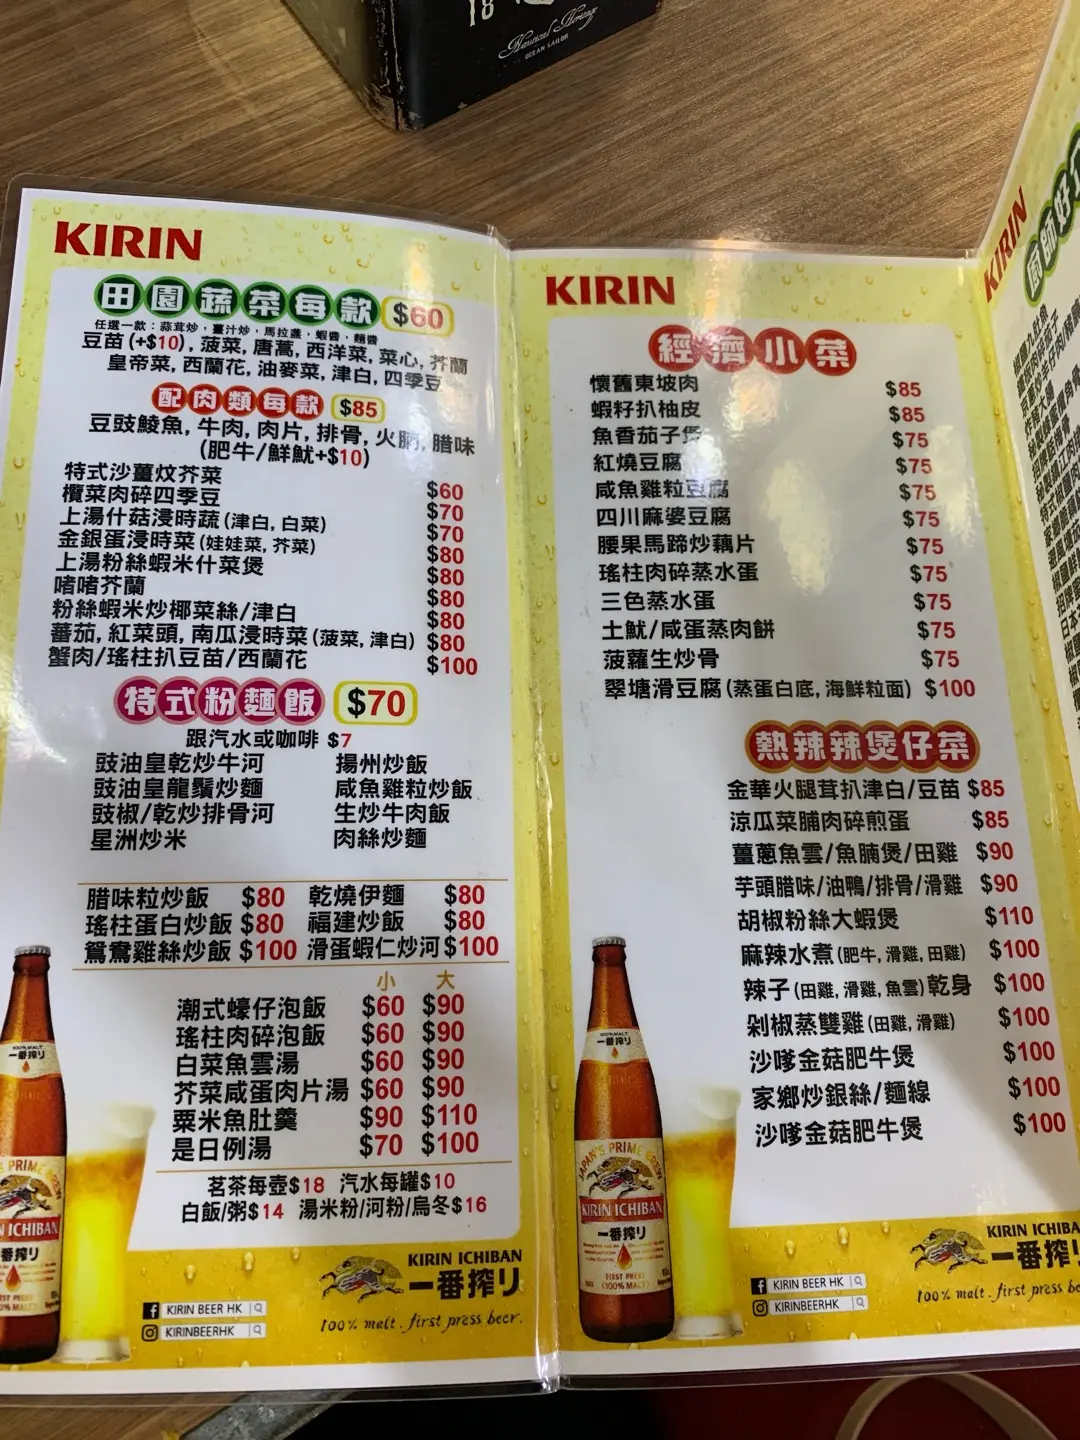 18
Nautical Heritage
OCEAN SAILOR
KIRIN
田園蔬菜每款 $60
任選一款：蒜茸炒，薑汁炒，馬拉盞，蝦醬，麵醬
豆苗(+$10), 菠菜, 唐蒿, 西洋菜, 菜心, 芥蘭
皇帝菜, 西蘭花, 油麥菜, 津白, 四季豆
配肉類每款 $85
豆豉鯪魚, 牛肉, 肉片, 排骨, 火腩, 腊味
(肥牛/鮮魷+$10)
特式沙薑炆芥菜 $60
欖菜肉碎四季豆 $70
上湯什菇浸時蔬(津白, 白菜) $70
金銀蛋浸時菜(娃娃菜, 芥菜) $80
上湯粉絲蝦米什菜煲 $80
啫啫芥蘭 $80
粉絲蝦米炒椰菜絲/津白 $80
蕃茄, 紅菜頭, 南瓜浸時菜(菠菜, 津白) $80
蟹肉/瑤柱扒豆苗/西蘭花 $100
特式粉麵飯 $70
跟汽水或咖啡 $7
豉油皇乾炒牛河 揚州炒飯
豉油皇龍鬚炒麵 咸魚雞粒炒飯
豉椒/乾炒排骨河 生炒牛肉飯
星洲炒米 肉絲炒麵
腊味粒炒飯 $80 乾燒伊麵 $80
瑤柱蛋白炒飯 $80 福建炒飯 $80
鴛鴦雞絲炒飯 $100 滑蛋蝦仁炒河 $100
小 大
潮式蠔仔泡飯 $60 $90
瑤柱肉碎泡飯 $60 $90
白菜魚雲湯 $60 $90
芥菜咸蛋肉片湯 $60 $90
粟米魚肚羹 $90 $110
是日例湯 $70 $100
茗茶每壺$18 汽水每罐$10
白飯/粥$14 湯米粉/河粉/烏冬$16
KIRIN ICHIBAN
一番搾り
100% malt. first press beer.
KIRIN BEER HK
KIRINBEERHK
KIRIN
經濟小菜
懷舊東坡肉 $85
蝦籽扒柚皮 $85
魚香茄子煲 $75
紅燒豆腐 $75
咸魚雞粒豆腐 $75
四川麻婆豆腐 $75
腰果馬蹄炒藕片 $75
瑤柱肉碎蒸水蛋 $75
三色蒸水蛋 $75
土魷/咸蛋蒸肉餅 $75
菠蘿生炒骨 $75
翠塘滑豆腐(蒸蛋白底, 海鮮粒面) $100
熱辣辣煲仔菜
金華火腿茸扒津白/豆苗 $85
涼瓜菜脯肉碎煎蛋 $85
薑蔥魚雲/魚腩煲/田雞 $90
芋頭腊味/油鴨/排骨/滑雞 $90
胡椒粉絲大蝦煲 $110
麻辣水煮(肥牛, 滑雞, 田雞) $100
辣子(田雞, 滑雞, 魚雲)乾身 $100
剁椒蒸雙雞(田雞, 滑雞) $100
沙嗲金菇肥牛煲 $100
家鄉炒銀絲/麵線 $100
沙嗲金菇肥牛煲 $100
JAPAN'S PRIME BREW
KIRIN ICHIBAN
一番搾り
FIRST PRESS
(100% MALT)
KIRIN BEER HK
KIRINBEERHK
KIRIN ICHIBA
一番搾り
100% malt. first press be
KIRIN
廚師好介